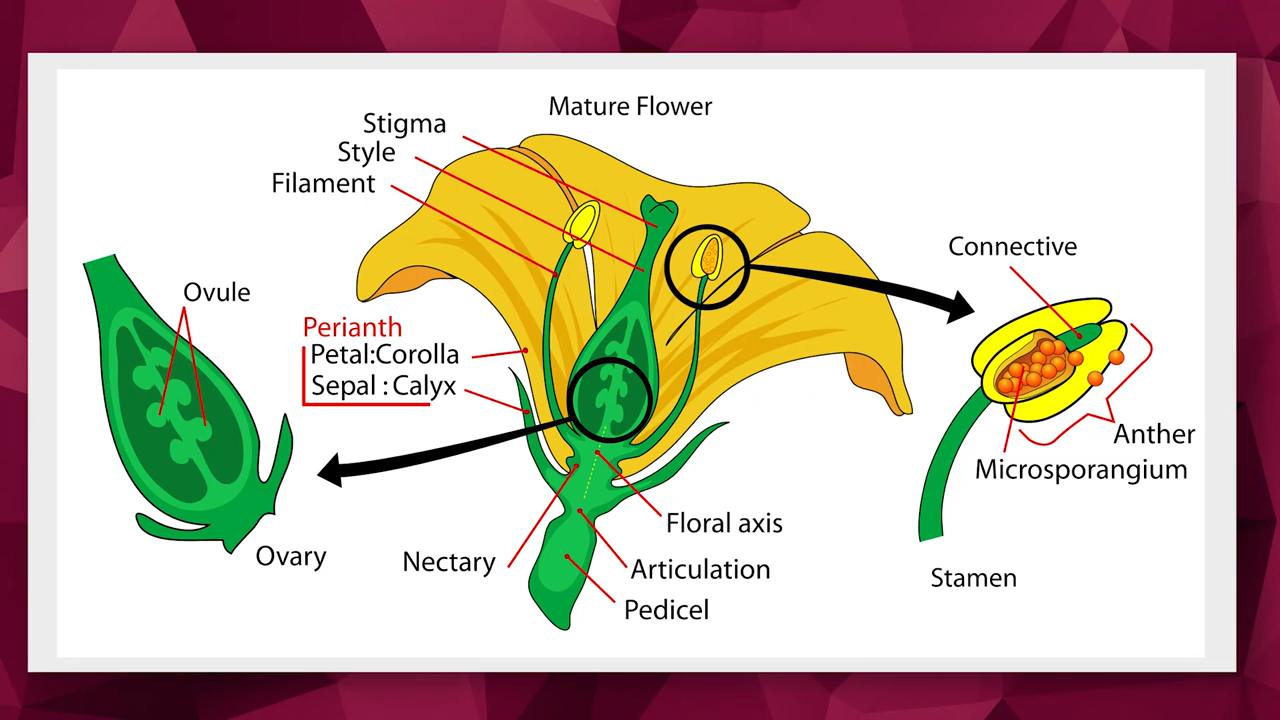 Mature Flower
Stigma
Style
Filament
Perianth
Petal:Corolla
Sepal : Calyx
Ovule
Ovary
Nectary
Floral axis
Articulation
Pedicel
Connective
Anther
Microsporangium
Stamen